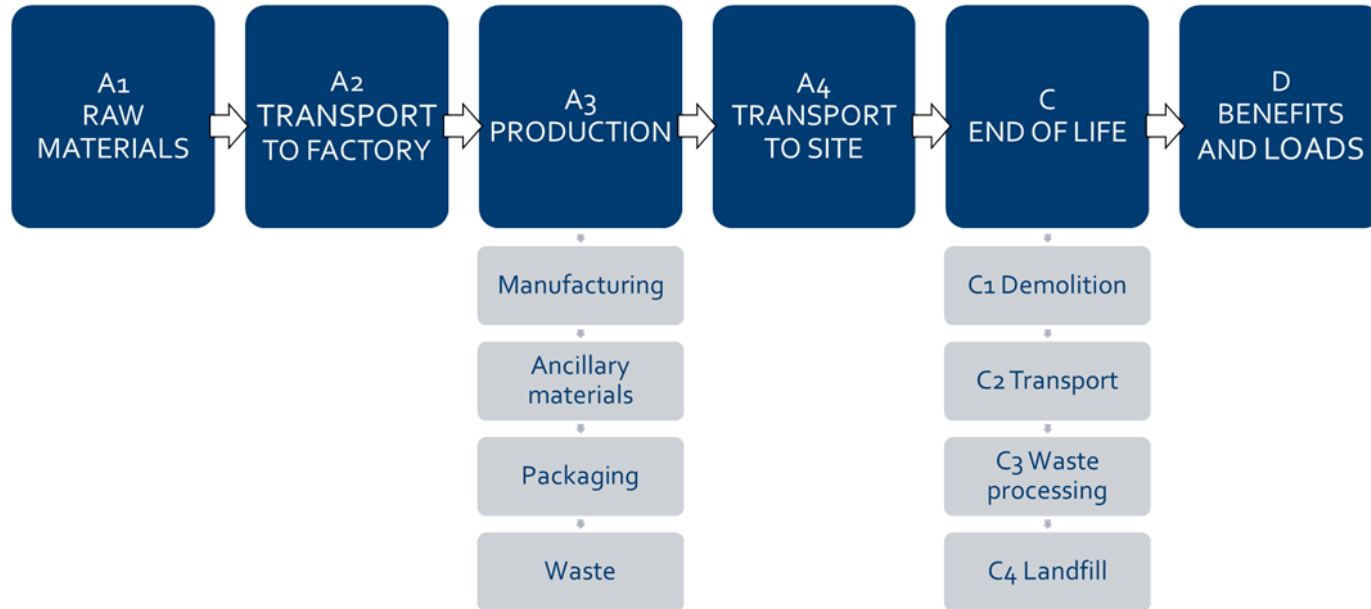 A1
RAW
MATERIALS
A2
TRANSPORT
TO FACTORY
A3
PRODUCTION
A4
TRANSPORT
TO SITE
C
END OF LIFE
D
BENEFITS
AND LOADS
Manufacturing
Ancillary
materials
Packaging
Waste
C1 Demolition
C2 Transport
C3 Waste
processing
C4 Landfill